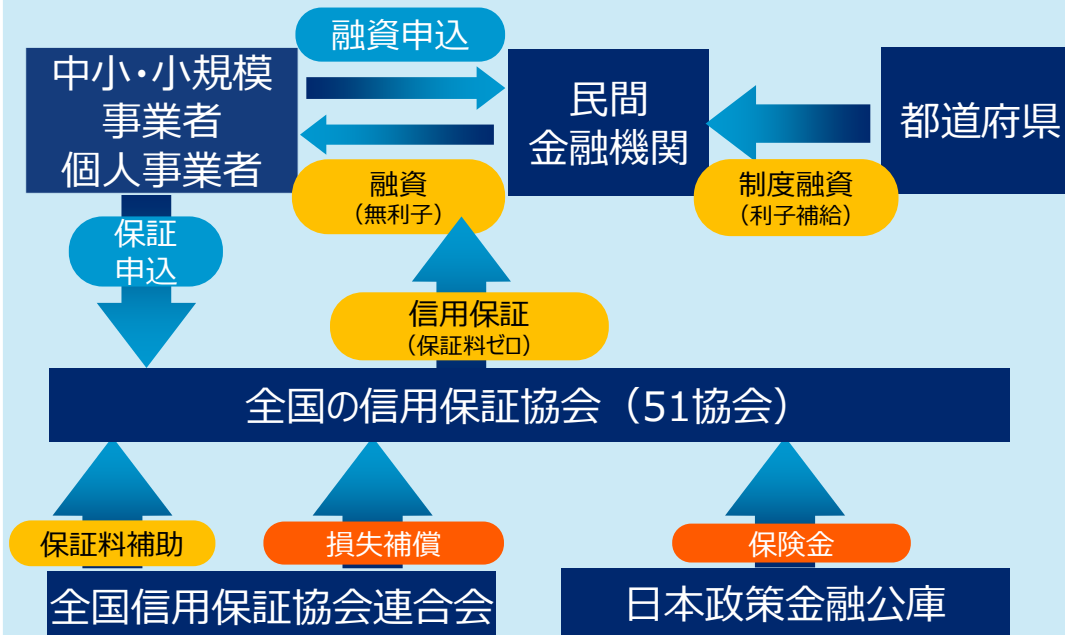 融資申込
中小・小規模
事業者
個人事業者
民間
金融機関
都道府県
融資
（無利子）
制度融資
（利子補給）
保証
申込
信用保証
（保証料ゼロ）
全国の信用保証協会（51協会）
保証料補助
損失補償
保険金
全国信用保証協会連合会
日本政策金融公庫